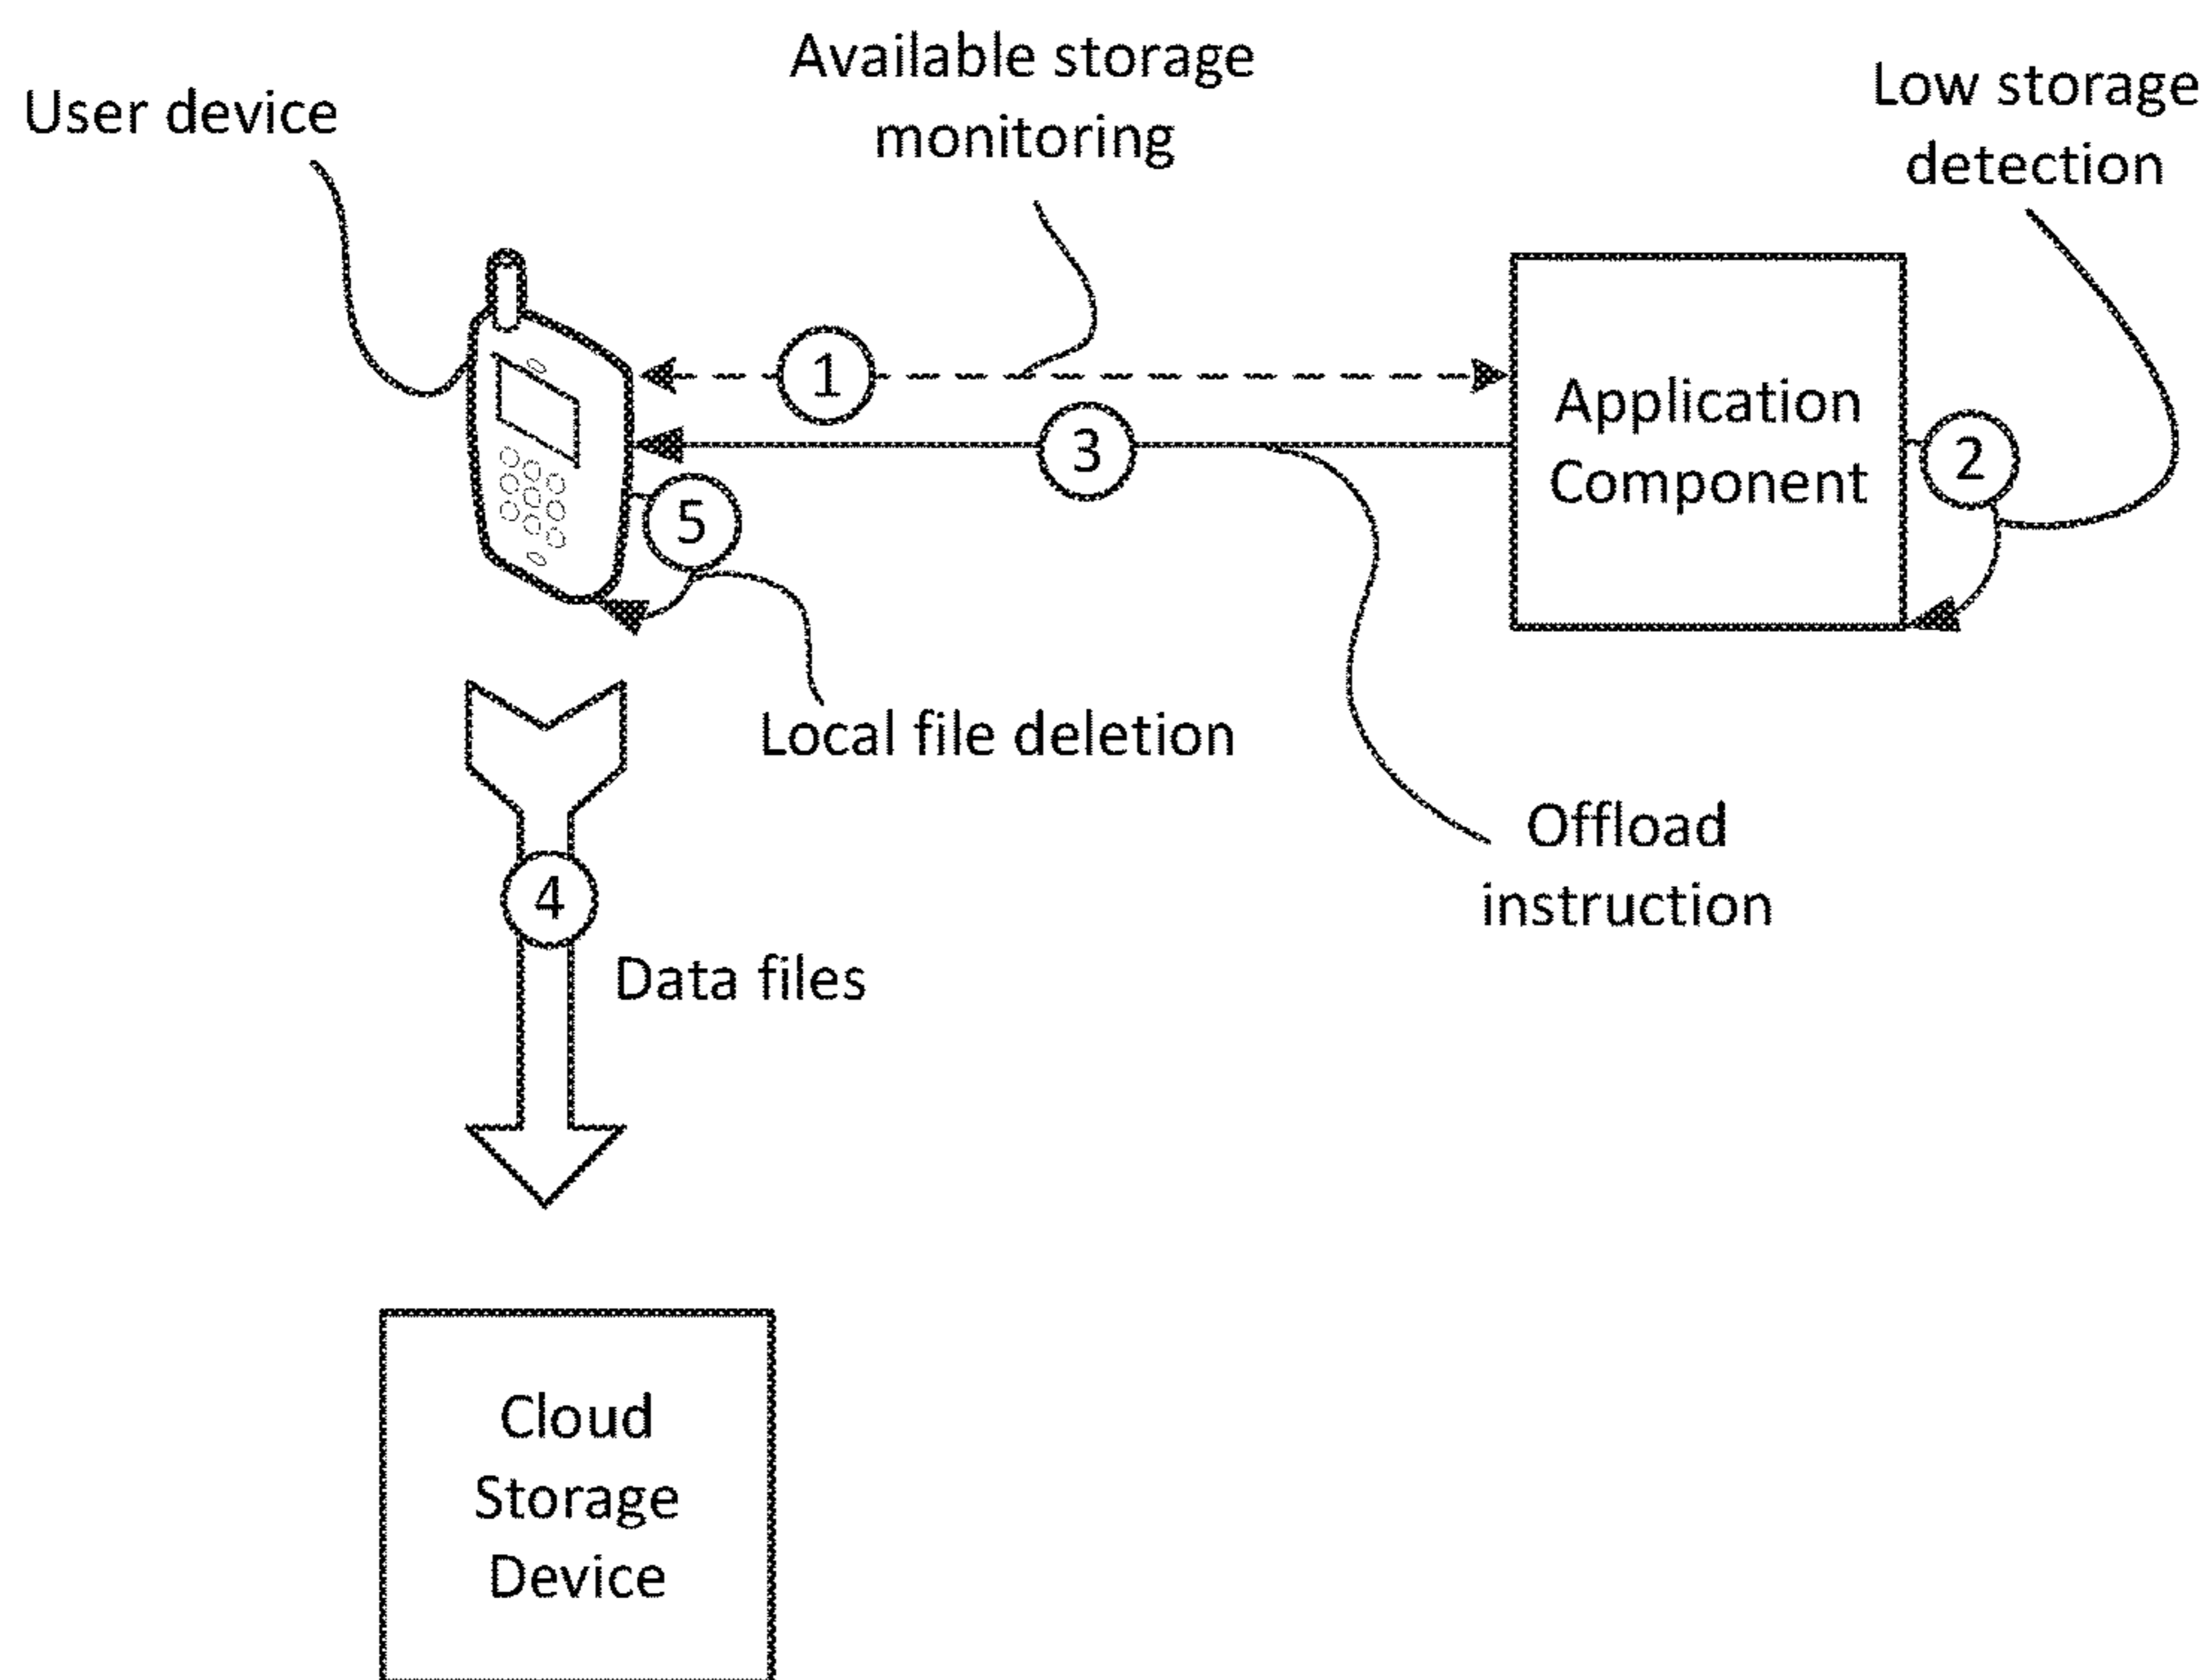 Available storage
monitoring
Low storage
detection
User device
1
3
Application
Component
2
5
Local file deletion
Offload
instruction
4
Data files
Cloud
Storage
Device